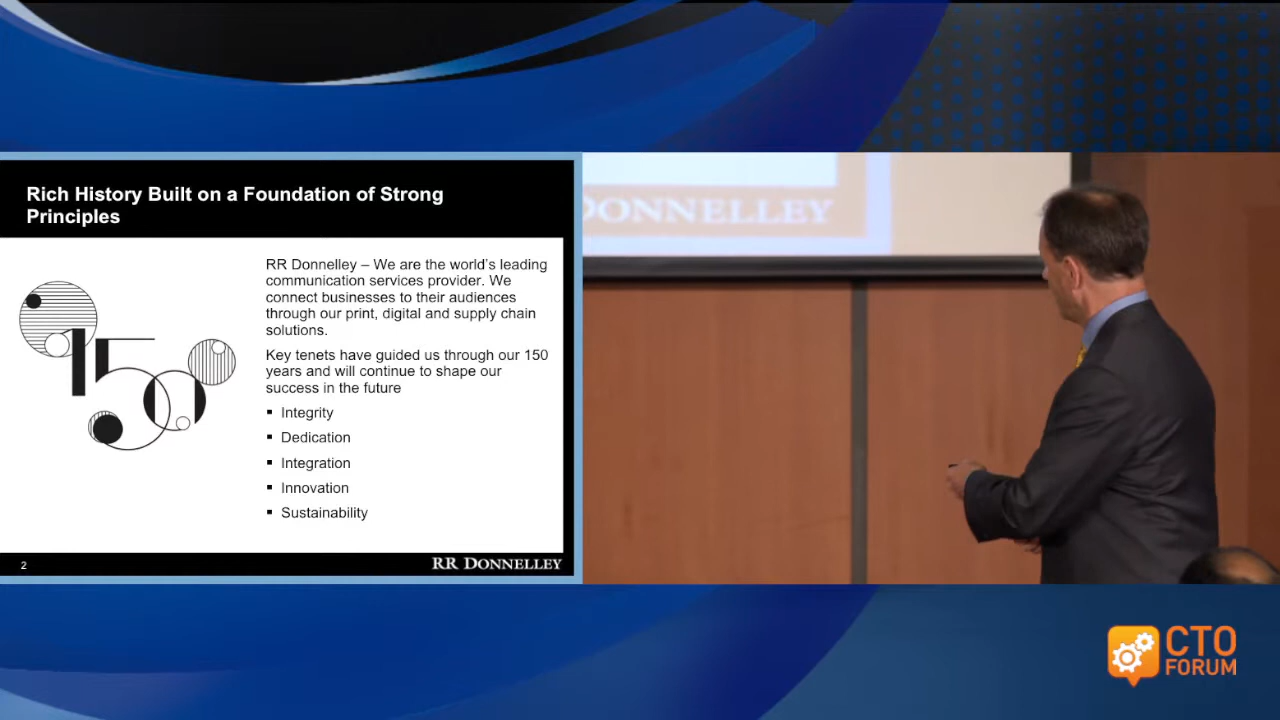 Rich History Built on a Foundation of Strong
Principles
150
RR Donnelley – We are the world's leading
communication services provider. We
connect businesses to their audiences
through our print, digital and supply chain
solutions.
Key tenets have guided us through our 150
years and will continue to shape our
success in the future
▪ Integrity
▪ Dedication
▪ Integration
▪ Innovation
▪ Sustainability
2
RR DONNELLEY
DONNELLEY
CTO
FORUM